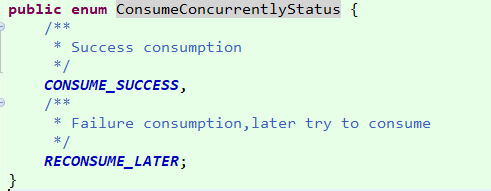 public enum ConsumeConcurrentlyStatus {
/**
* Success consumption
*/
CONSUME_SUCCESS,
/**
* Failure consumption,later try to consume
*/
RECONSUME_LATER;
}